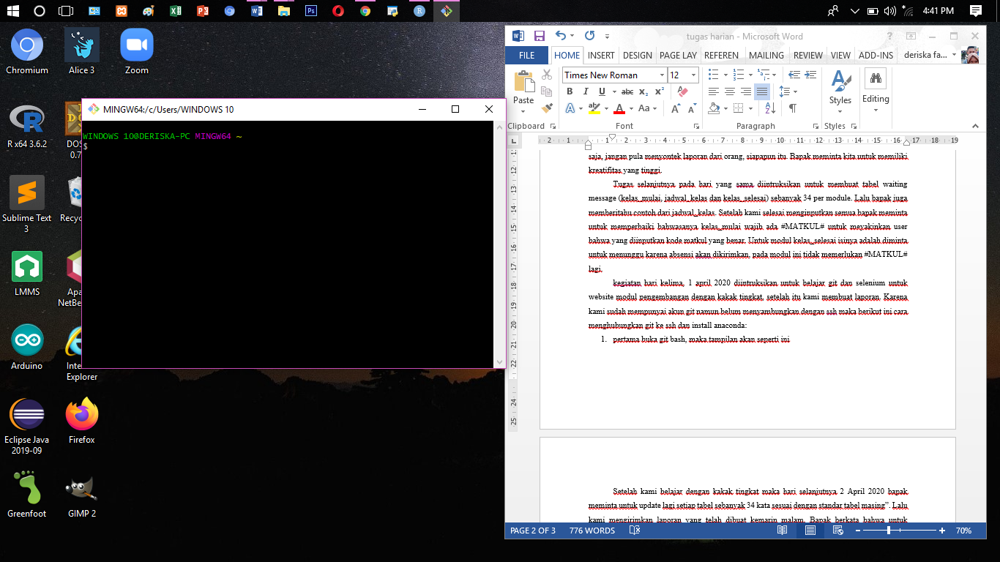 4:41 PM
Chromium
Alice 3
Zoom
R x64 3.6.2
DOS
0.7
Sublime Text
3
Recyc
LMMS
Apa
NetBe
Arduino
Inte
Explorer
Eclipse Java
2019-09
Firefox
Greenfoot
GIMP 2
MINGW64:/c/Users/WINDOWS 10
WINDOWS 10@DERISKA-PC MINGW64 ~
$
tugas harian - Microsoft Word
FILE HOME INSERT DESIGN PAGE LAY REFEREN MAILING REVIEW VIEW ADD-INS deriska fa...
Times New Roman 12
Paste
Styles
Editing
Clipboard Font Paragraph Styles
saja, jangan pula menyontek laporan dari orang, siapapun itu. Bapak meminta kita untuk memiliki
kreatifitas yang tinggi.
Tugas selanjutnya pada hari yang sama diintruksikan untuk membuat tabel waiting
message (kelas_mulai, jadwal_kelas dan kelas_selesai) sebanyak 34 per module. Lalu bapak juga
memberitahu contoh dari jadwal_kelas. Setelah kami selesai menginputkan semua bapak meminta
untuk memperbaiki bahwasanya kelas_mulai wajib ada #MATKUL# untuk meyakinkan user
bahwa yang diinputkan kode matkul yang benar. Untuk modul kelas_selesai isinya adalah diminta
untuk menunggu karena absensi akan dikirimkan, pada modul ini tidak memerlukan #MATKUL#
lagi.
kegiatan hari kelima, 1 april 2020 diintruksikan untuk belajar git dan selenium untuk
website modul pengembangan dengan kakak tingkat, setelah itu kami membuat laporan. Karena
kami sudah mempunyai akun git namun belum menyambungkan dengan ssh maka berikut ini cara
menghubungkan git ke ssh dan install anaconda:
1. pertama buka git bash, maka tampilan akan seperti ini
Setelah kami belajar dengan kakak tingkat maka hari selanjutnya 2 April 2020 bapak
meminta untuk update lagi setiap tabel sebanyak 34 kata sesuai dengan standar tabel masing”. Lalu
kami mengirimkan laporan yang telah dibuat kemarin malam. Bapak berkata bahwa untuk
PAGE 2 OF 3 776 WORDS 70%